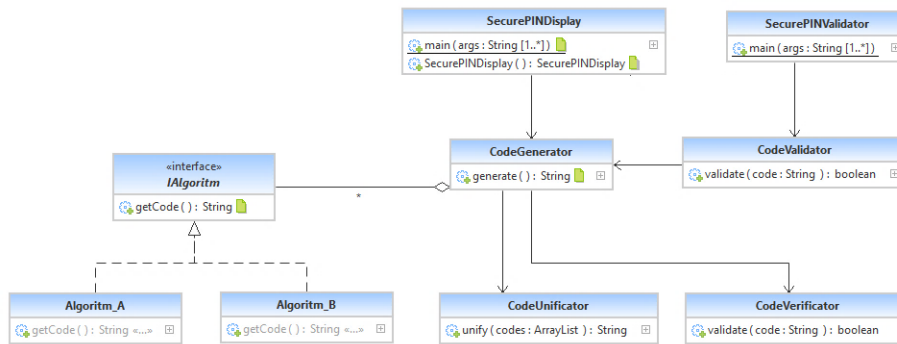 SecurePINDisplay
main ( args : String [1..*] )
SecurePINDisplay ( ) : SecurePINDisplay
SecurePINValidator
main ( args : String [1..*] )
«interface»
IAlgoritm
getCode ( ) : String
*
CodeGenerator
generate ( ) : String
CodeValidator
validate ( code : String ) : boolean
Algoritm_A
getCode ( ) : String «...»
Algoritm_B
getCode ( ) : String «...»
CodeUnificator
unify ( codes : ArrayList ) : String
CodeVerificator
validate ( code : String ) : boolean